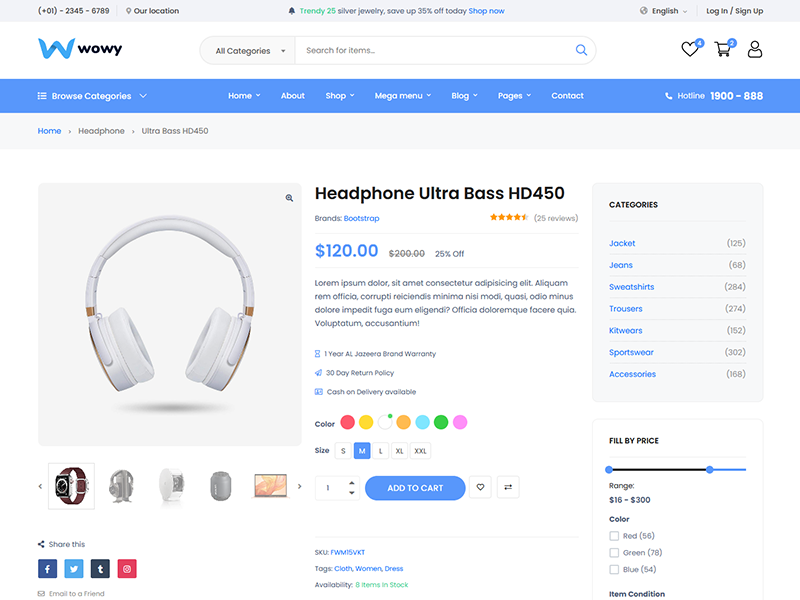 (+01) - 2345 - 6789
Our location
Trendy 25 silver jewelry, save up 35% off today Shop now
English
Log In / Sign Up
wowy
All Categories
Search for items...
4
2
Browse Categories
Home
About
Shop
Mega menu
Blog
Pages
Contact
Hotline 1900 - 888
Home > Headphone > Ultra Bass HD450
Headphone Ultra Bass HD450
Brands: Bootstrap
(25 reviews)
$120.00 $200.00 25% Off
Lorem ipsum dolor, sit amet consectetur adipisicing elit. Aliquam
rem officia, corrupti reiciendis minima nisi modi, quasi, odio minus
dolore impedit fuga eum eligendi? Officia doloremque facere quia.
Voluptatum, accusantium!
1 Year AL Jazeera Brand Warranty
30 Day Return Policy
Cash on Delivery available
Color
Size
S
M
L
XL
XXL
1
ADD TO CART
SKU: FWM15VKT
Tags: Cloth, Women, Dress
Availability: 8 Items In Stock
Share this
Email to a Friend
CATEGORIES
Jacket (125)
Jeans (68)
Sweatshirts (284)
Trousers (274)
Kitwears (152)
Sportswear (302)
Accessories (168)
FILL BY PRICE
Range:
$16 - $300
Color
Red (56)
Green (78)
Blue (54)
Item Condition